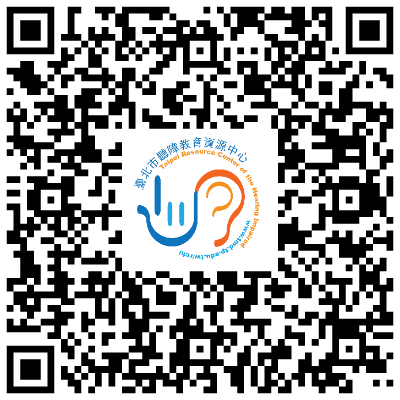 臺北市聽障教育資源中心
Taipei Resource Center of the Hearing Impaired
www.tmd.tp.edu.tw/rchi